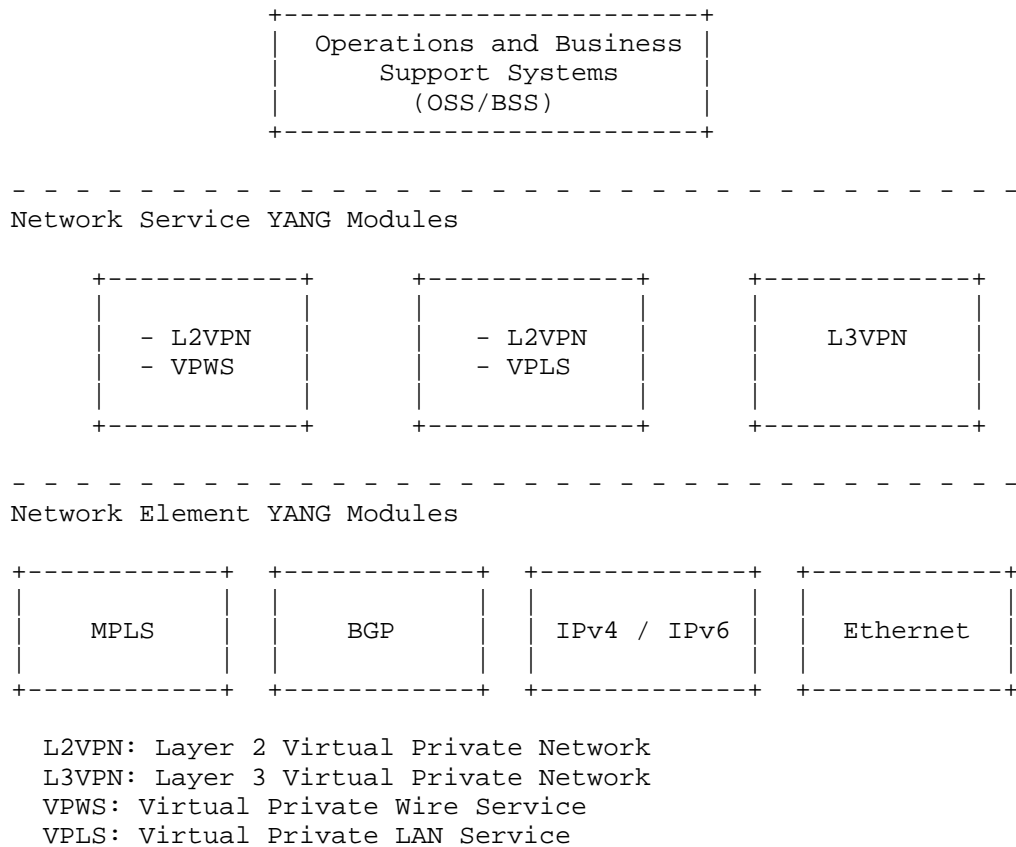 Operations and Business
Support Systems
(OSS/BSS)
Network Service YANG Modules
- L2VPN
- VPWS
- L2VPN
- VPLS
L3VPN
Network Element YANG Modules
MPLS
BGP
IPv4 / IPv6
Ethernet
L2VPN: Layer 2 Virtual Private Network
L3VPN: Layer 3 Virtual Private Network
VPWS: Virtual Private Wire Service
VPLS: Virtual Private LAN Service